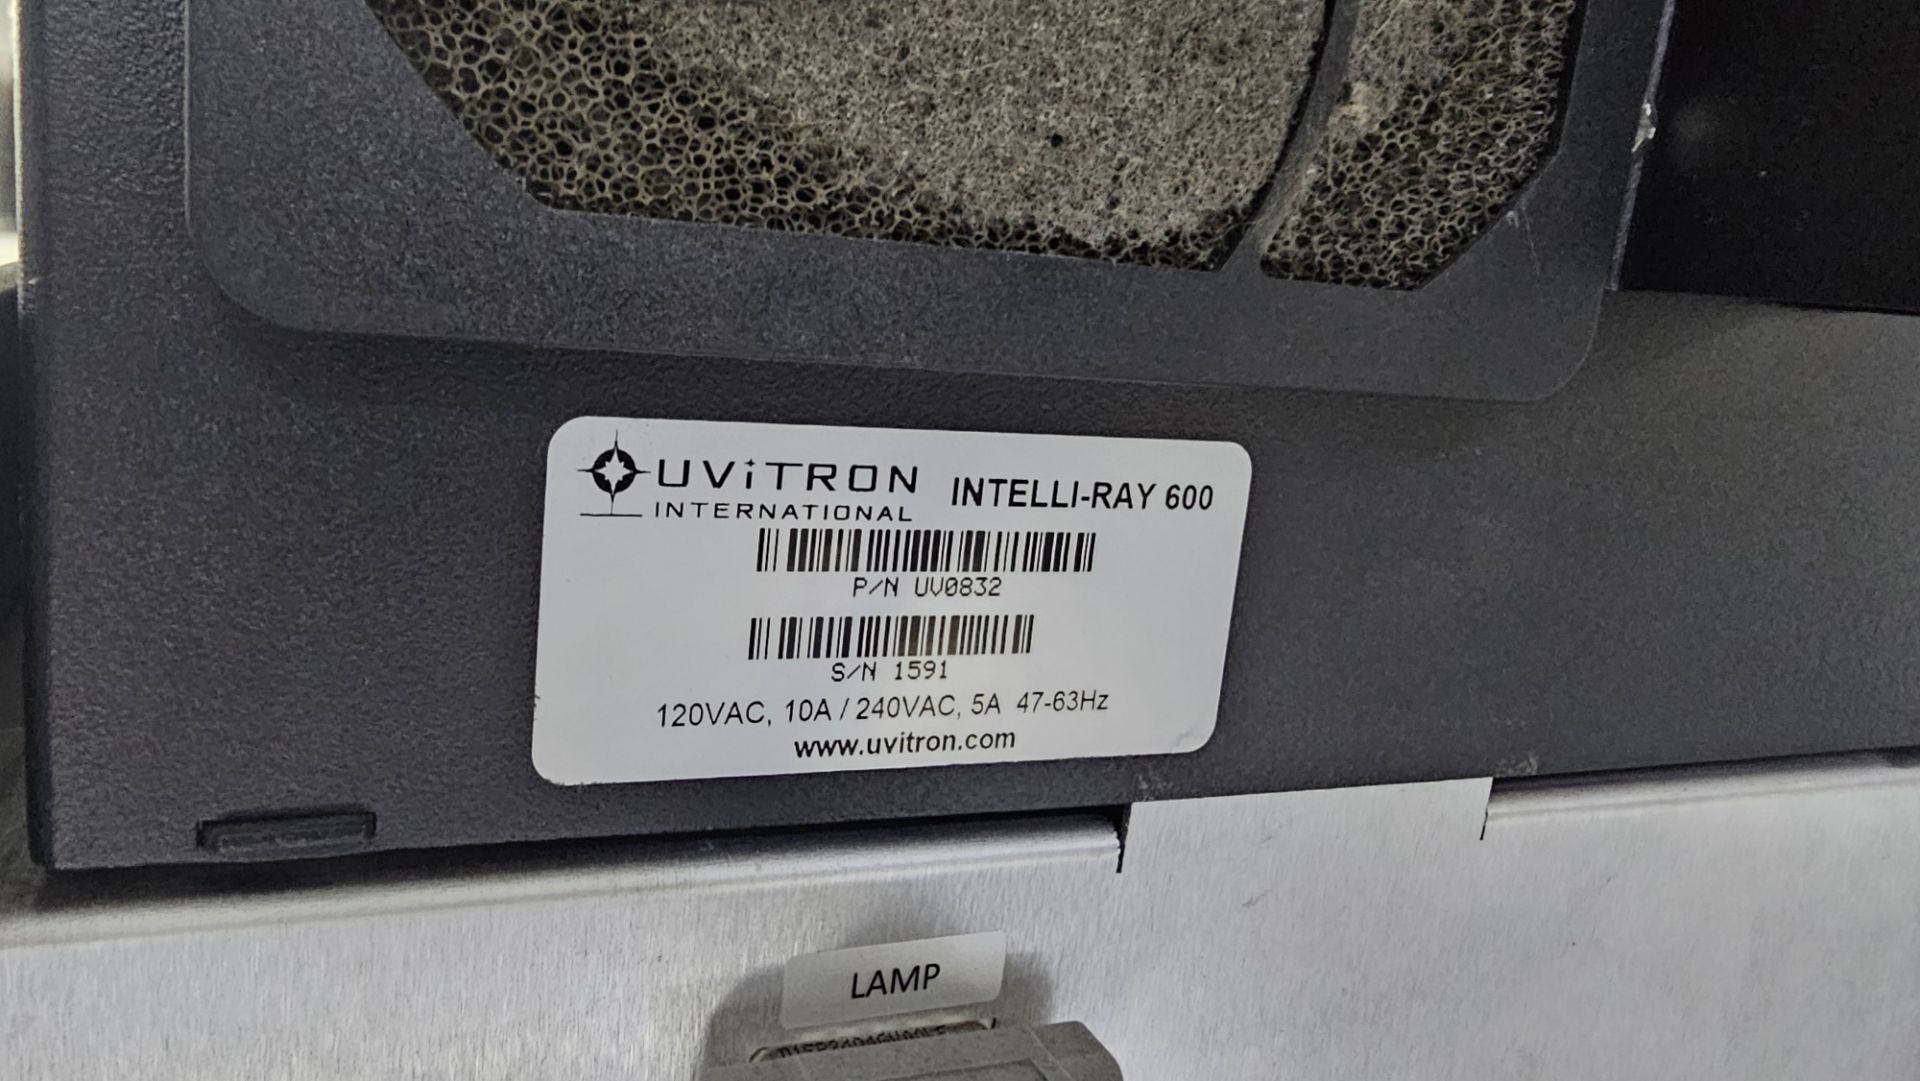 UViTRON
INTERNATIONAL
INTELLI-RAY 600
P/N UV0832
S/N 1591
120VAC, 10A / 240VAC, 5A 47-63Hz
www.uvitron.com
LAMP